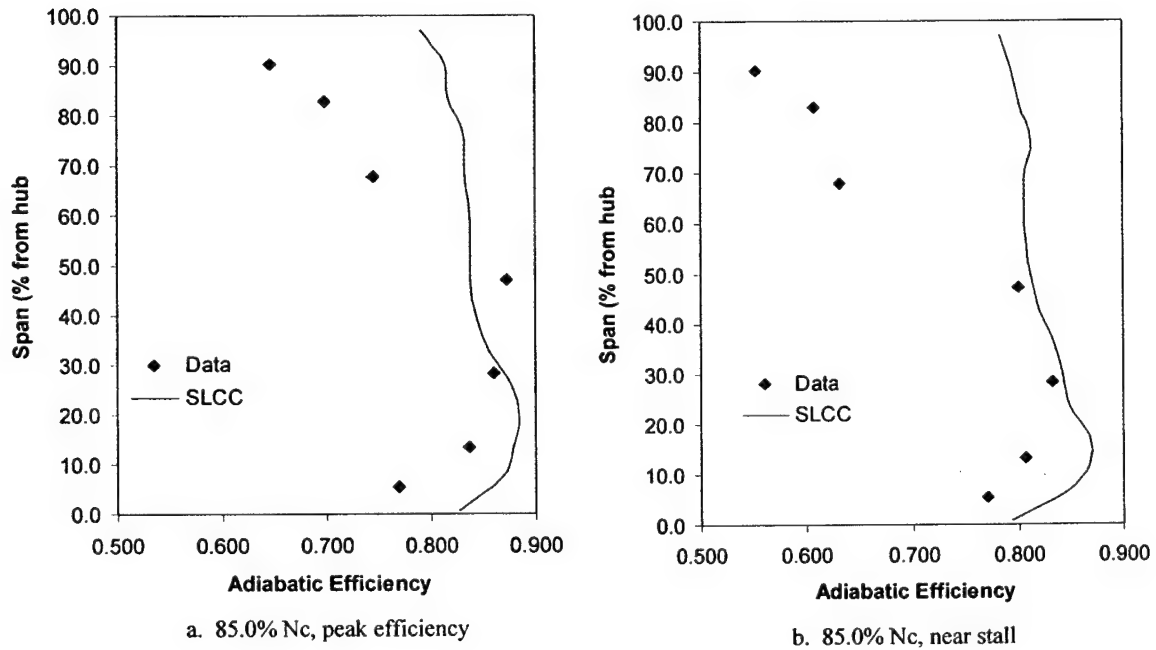 100.0
90.0
80.0
70.0
60.0
50.0
40.0
30.0
20.0
10.0
0.0
Span (% from hub
Data
SLCC
0.500 0.600 0.700 0.800 0.900
Adiabatic Efficiency
a. 85.0% Nc, peak efficiency
100.0
90.0
80.0
70.0
60.0
50.0
40.0
30.0
20.0
10.0
0.0
Span (% from hub
Data
SLCC
0.500 0.600 0.700 0.800 0.900
Adiabatic Efficiency
b. 85.0% Nc, near stall